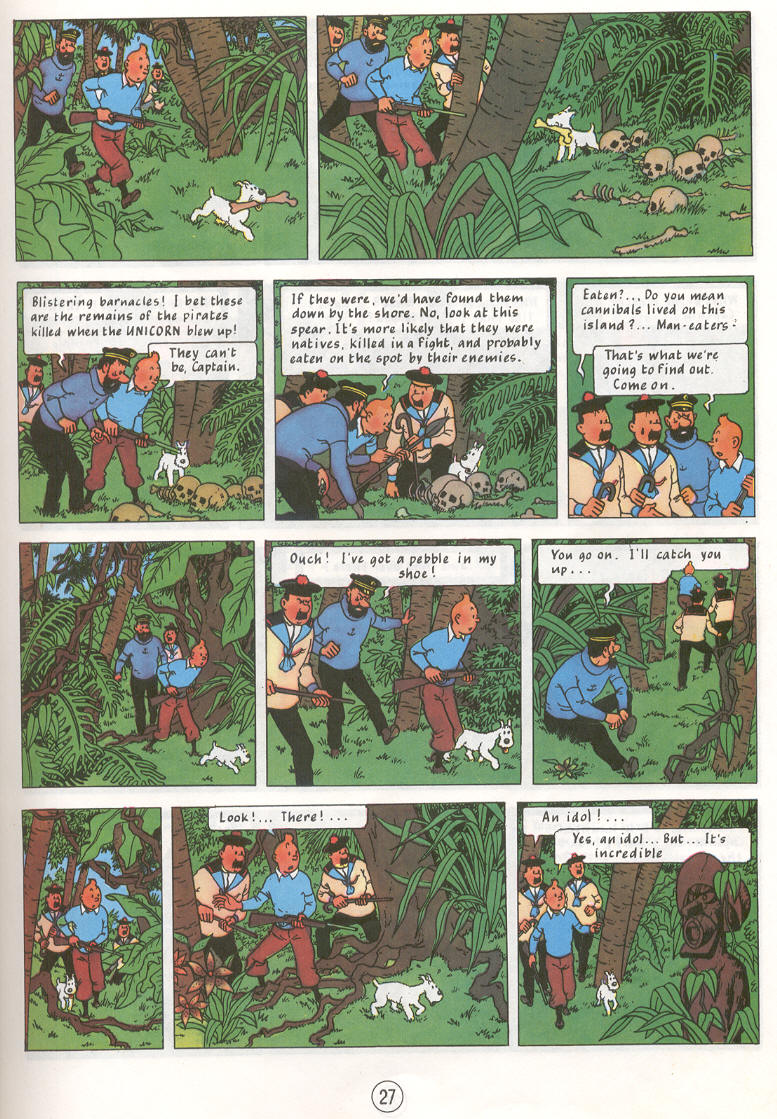 Blistering barnacles! I bet these
are the remains of the pirates
killed when the UNICORN blew up!
They can't
be, Captain.
If they were, we'd have found them
down by the shore. No, look at this
spear. It's more likely that they were
natives, killed in a fight, and probably
eaten on the spot by their enemies.
Eaten?... Do you mean
cannibals lived on this
island?... Man-eaters?
That's what we're
going to find out.
Come on.
Ouch! I've got a pebble in my
shoe!
You go on. I'll catch you
up...
Look!... There!...
An idol!...
Yes, an idol... But... It's
incredible
27